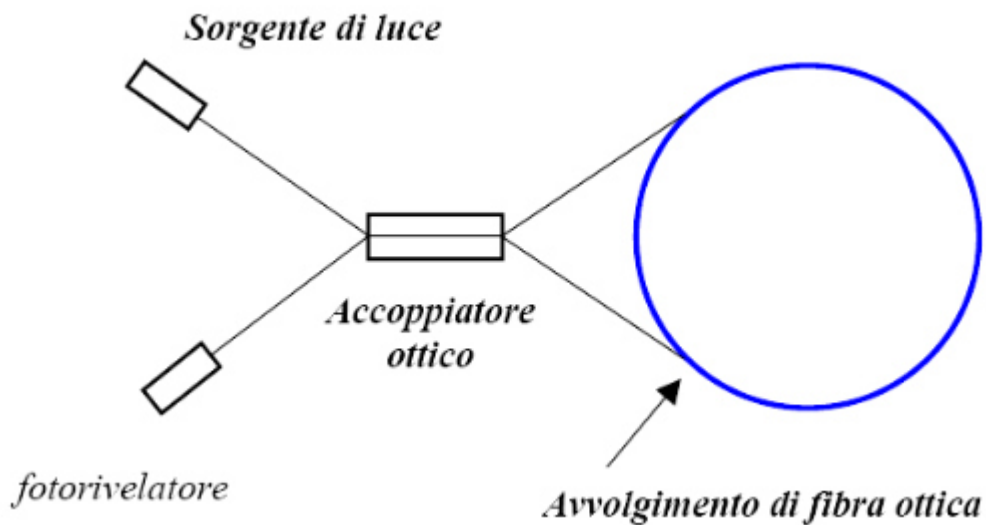 Sorgente di luce
Accoppiatore
ottico
fotorivelatore
Avvolgimento di fibra ottica